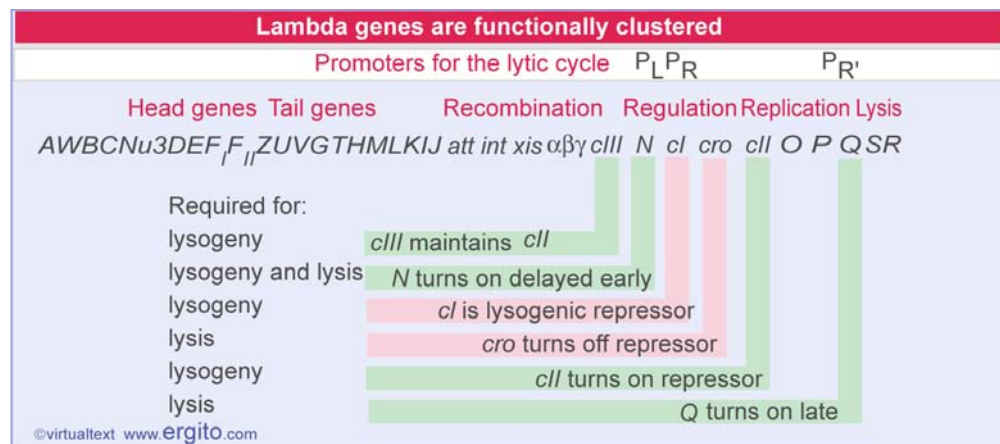 Lambda genes are functionally clustered
Promoters for the lytic cycle PLPR PR'
Head genes Tail genes Recombination Regulation Replication Lysis
AWBCNu3DEFIFIIZUVGTHMLKIJ att int xis αβγ cIII N cI cro cII O P Q SR
Required for:
lysogeny cIII maintains cII
lysogeny and lysis N turns on delayed early
lysogeny cI is lysogenic repressor
lysis cro turns off repressor
lysogeny cII turns on repressor
lysis Q turns on late
©virtualtext www.ergito.com